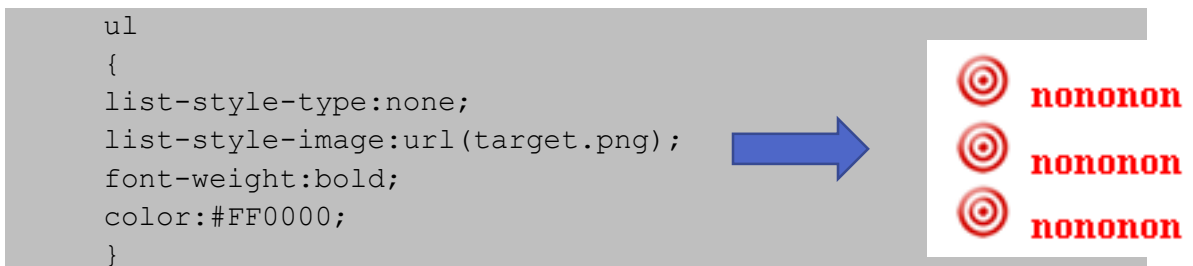 ul
{
list-style-type:none;
list-style-image:url(target.png);
font-weight:bold;
color:#FF0000;
}
nononon
nononon
nononon